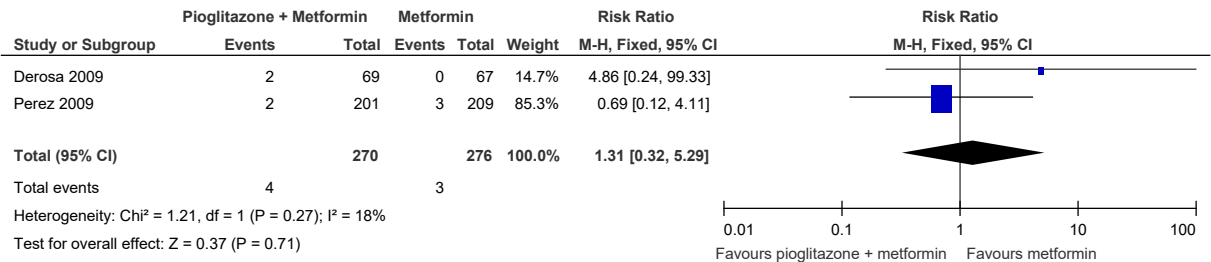 Pioglitazone + Metformin Metformin Risk Ratio Risk Ratio
Study or Subgroup Events Total Events Total Weight M-H, Fixed, 95% CI M-H, Fixed, 95% CI
Derosa 2009 2 69 0 67 14.7% 4.86 [0.24, 99.33]
Perez 2009 2 201 3 209 85.3% 0.69 [0.12, 4.11]
Total (95% CI) 270 276 100.0% 1.31 [0.32, 5.29]
Total events 4 3
Heterogeneity: Chi² = 1.21, df = 1 (P = 0.27); I² = 18%
Test for overall effect: Z = 0.37 (P = 0.71)
0.01 0.1 1 10 100
Favours pioglitazone + metformin Favours metformin